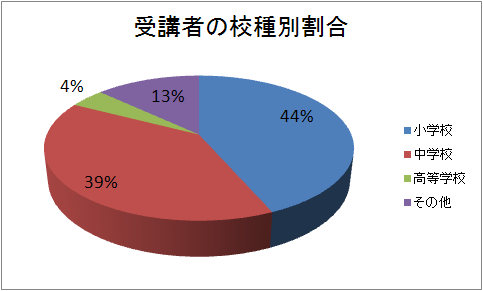 受講者の校種別割合
4%
13%
44%
39%
小学校
中学校
高等学校
その他